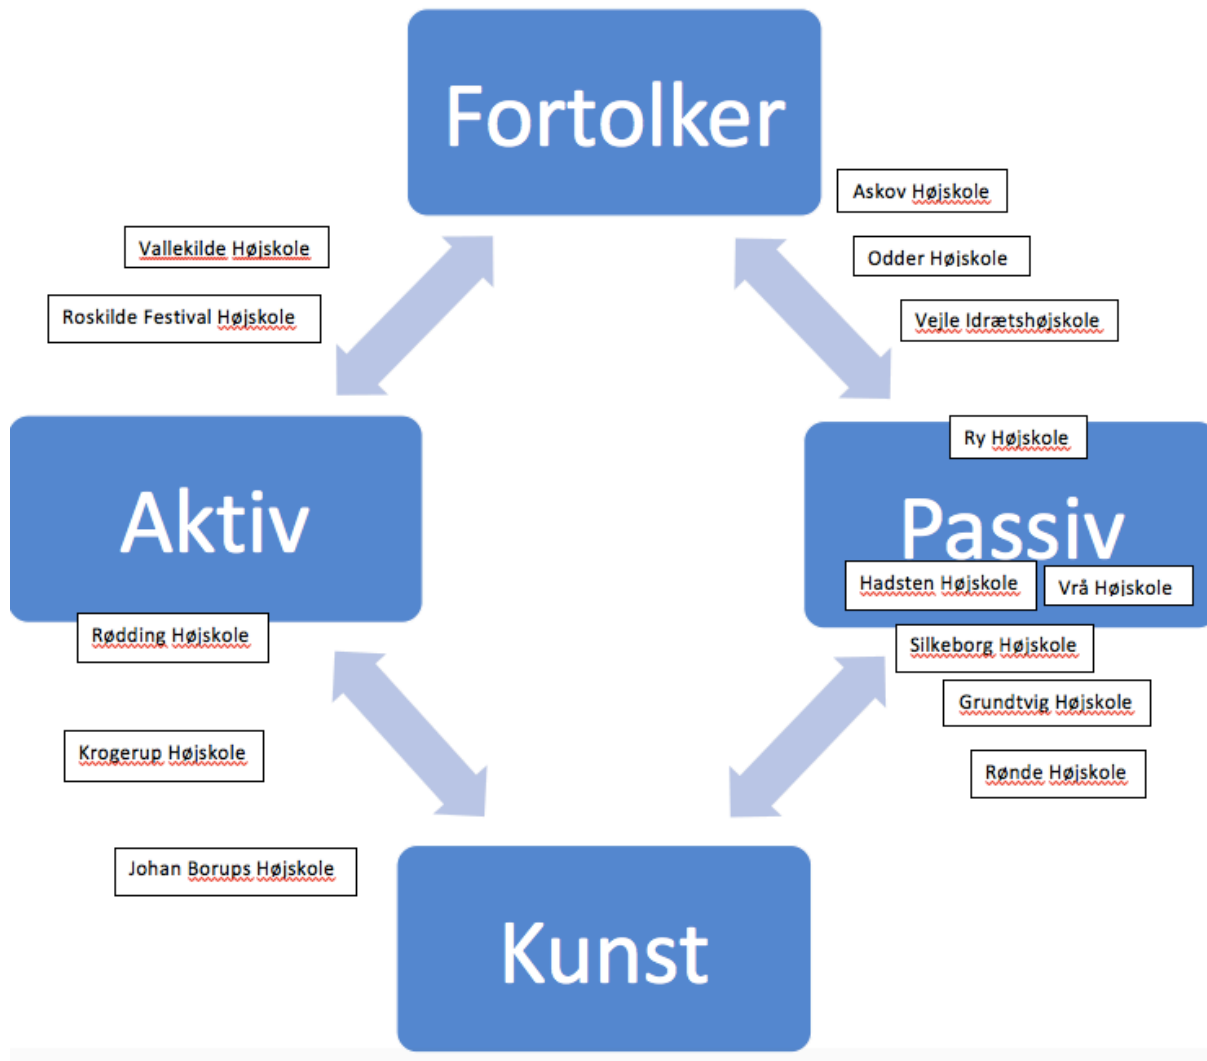 Fortolker
Askov Højskole
Vallekilde Højskole
Odder Højskole
Roskilde Festival Højskole
Vejle Idrætshøjskole
Ry Højskole
Aktiv
Passiv
Hadsten Højskole
Vrå Højskole
Rødding Højskole
Silkeborg Højskole
Grundtvig Højskole
Krogerup Højskole
Rønde Højskole
Johan Borups Højskole
Kunst